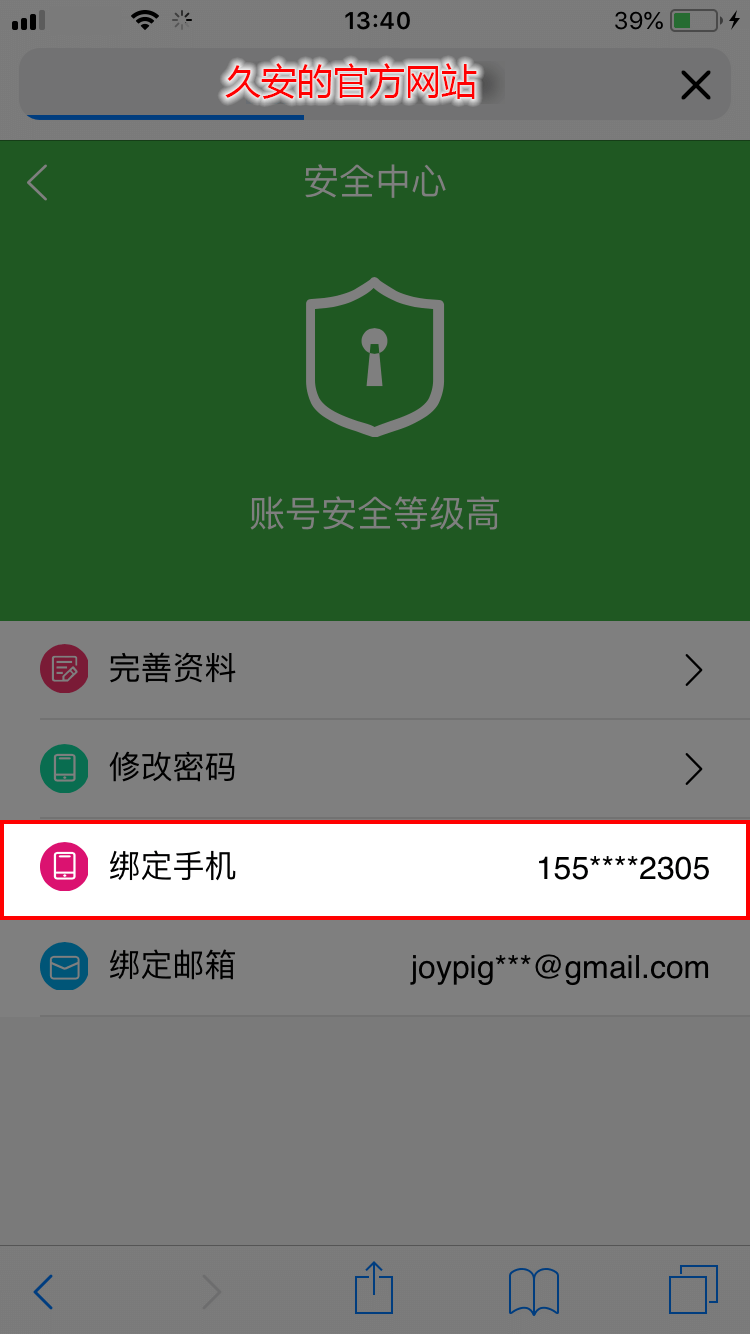 13:40
39%
久安的官方网站
安全中心
账号安全等级高
完善资料
修改密码
绑定手机 155****2305
绑定邮箱 joypig***@gmail.com